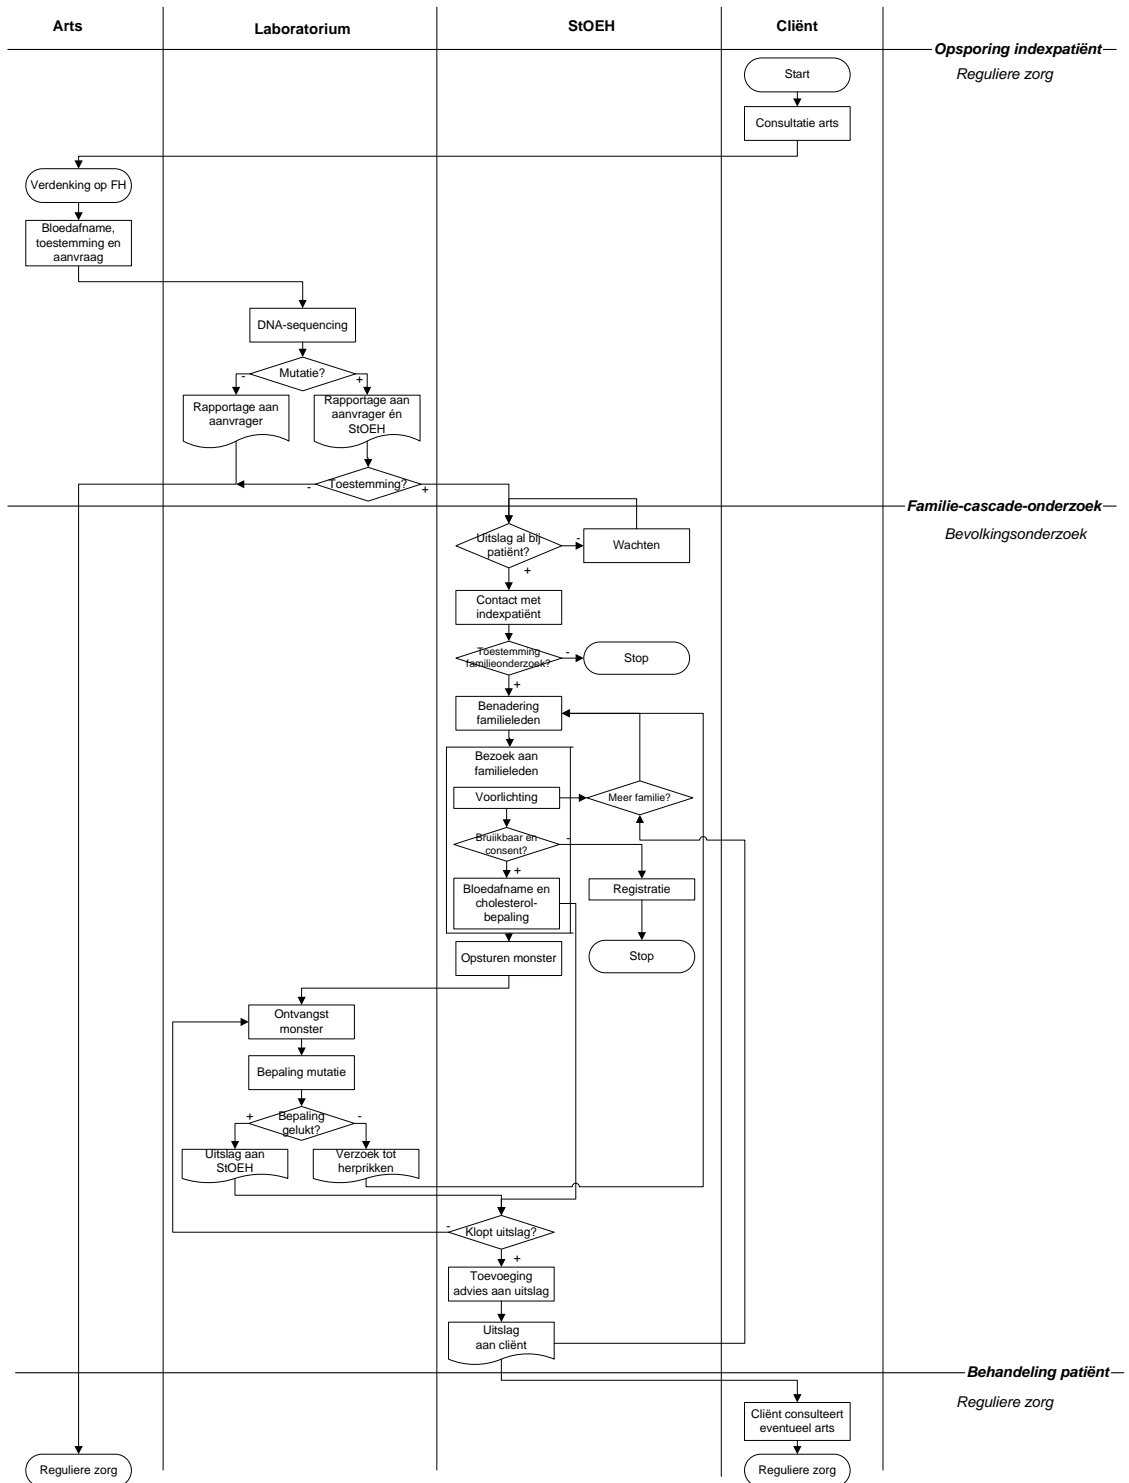 Arts
Laboratorium
StOEH
Cliënt
Opsporing indexpatiënt
Reguliere zorg
Start
Consultatie arts
Verdenking op FH
Bloedafname,
toestemming en
aanvraag
DNA-sequencing
Mutatie?
-
+
Rapportage aan
aanvrager
Rapportage aan
aanvrager én
StOEH
Toestemming?
-
+
Familie-cascade-onderzoek
Bevolkingsonderzoek
Uitslag al bij
patiënt?
-
+
Wachten
Contact met
indexpatiënt
Toestemming
familieonderzoek?
-
+
Stop
Benadering
familieleden
Bezoek aan
familieleden
Voorlichting
Meer familie?
Bruikbaar en
consent?
-
+
Bloedafname en
cholesterol-
bepaling
Registratie
Stop
Opsturen monster
Ontvangst
monster
Bepaling mutatie
Bepaling
gelukt?
+
-
Uitslag aan
StOEH
Verzoek tot
herprikken
Klopt uitslag?
-
+
Toevoeging
advies aan uitslag
Uitslag
aan cliënt
Behandeling patiënt
Reguliere zorg
Cliënt consulteert
eventueel arts
Reguliere zorg
Reguliere zorg